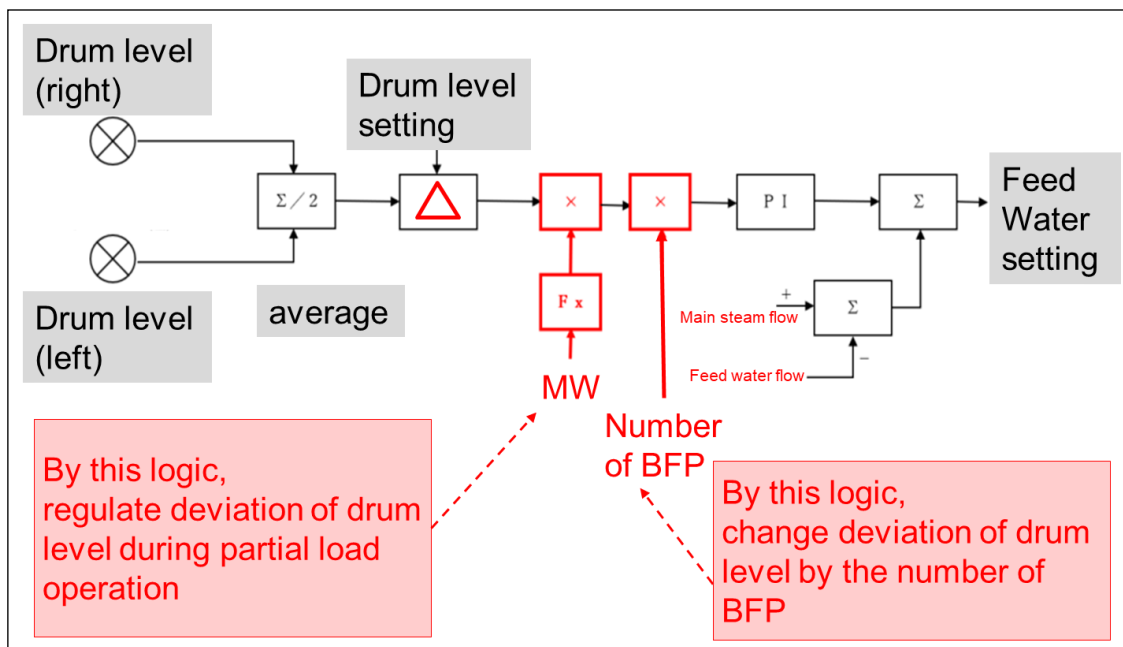 Drum level
(right)
Drum level
setting
Σ/2
×
×
P I
Σ
Feed
Water
setting
Drum level
(left)
average
F x
Main steam flow
+
Σ
Feed water flow
−
MW
Number
of BFP
By this logic,
regulate deviation of drum
level during partial load
operation
By this logic,
change deviation of drum
level by the number of
BFP